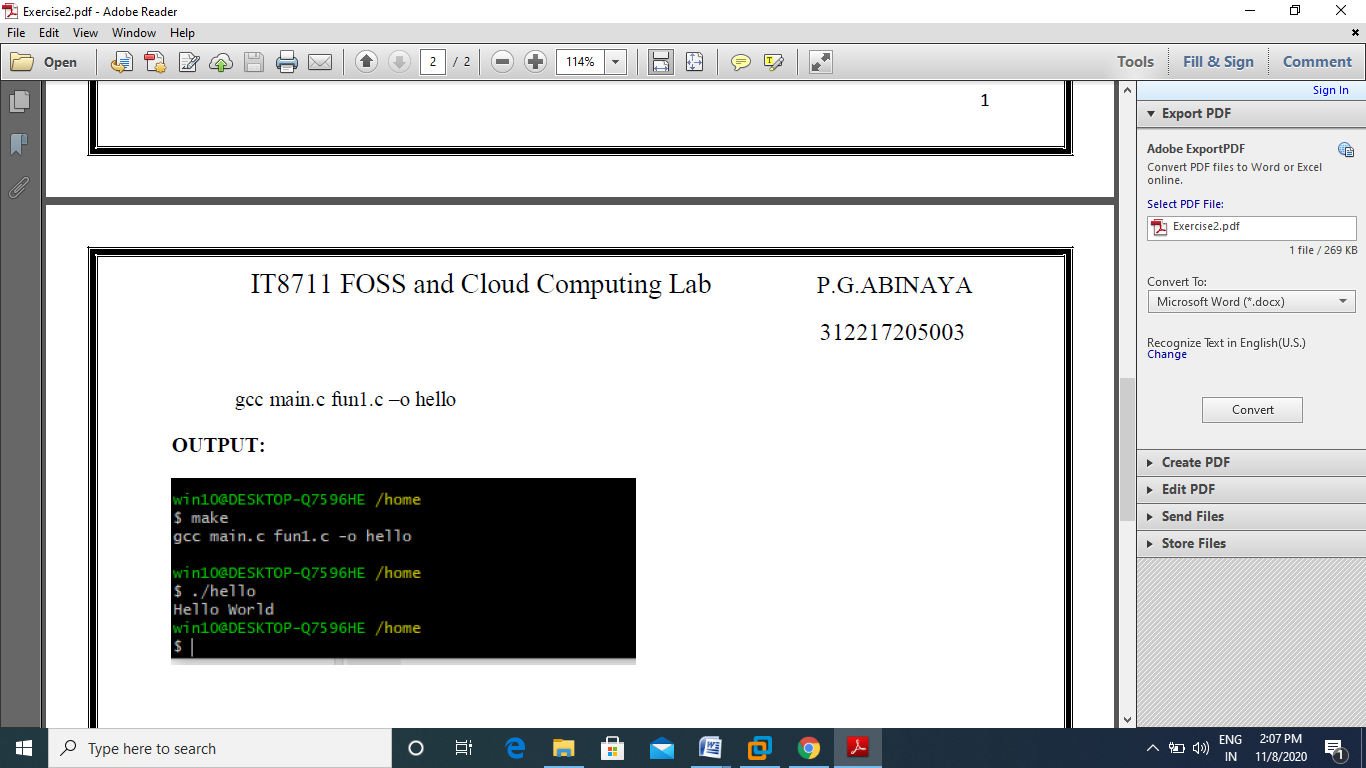 Exercise2.pdf - Adobe Reader
File Edit View Window Help
Open 2 / 2 114% Tools Fill & Sign Comment
Sign In
1
Export PDF
Adobe ExportPDF
Convert PDF files to Word or Excel
online.
Select PDF File:
Exercise2.pdf
1 file / 269 KB
Convert To:
Microsoft Word (*.docx)
Recognize Text in English(U.S.)
Change
Convert
Create PDF
Edit PDF
Send Files
Store Files
IT8711 FOSS and Cloud Computing Lab P.G.ABINAYA
312217205003
gcc main.c fun1.c –o hello
OUTPUT:
win10@DESKTOP-Q7596HE /home
$ make
gcc main.c fun1.c -o hello
win10@DESKTOP-Q7596HE /home
$ ./hello
Hello World
win10@DESKTOP-Q7596HE /home
$
Type here to search
ENG
IN
2:07 PM
11/8/2020
1